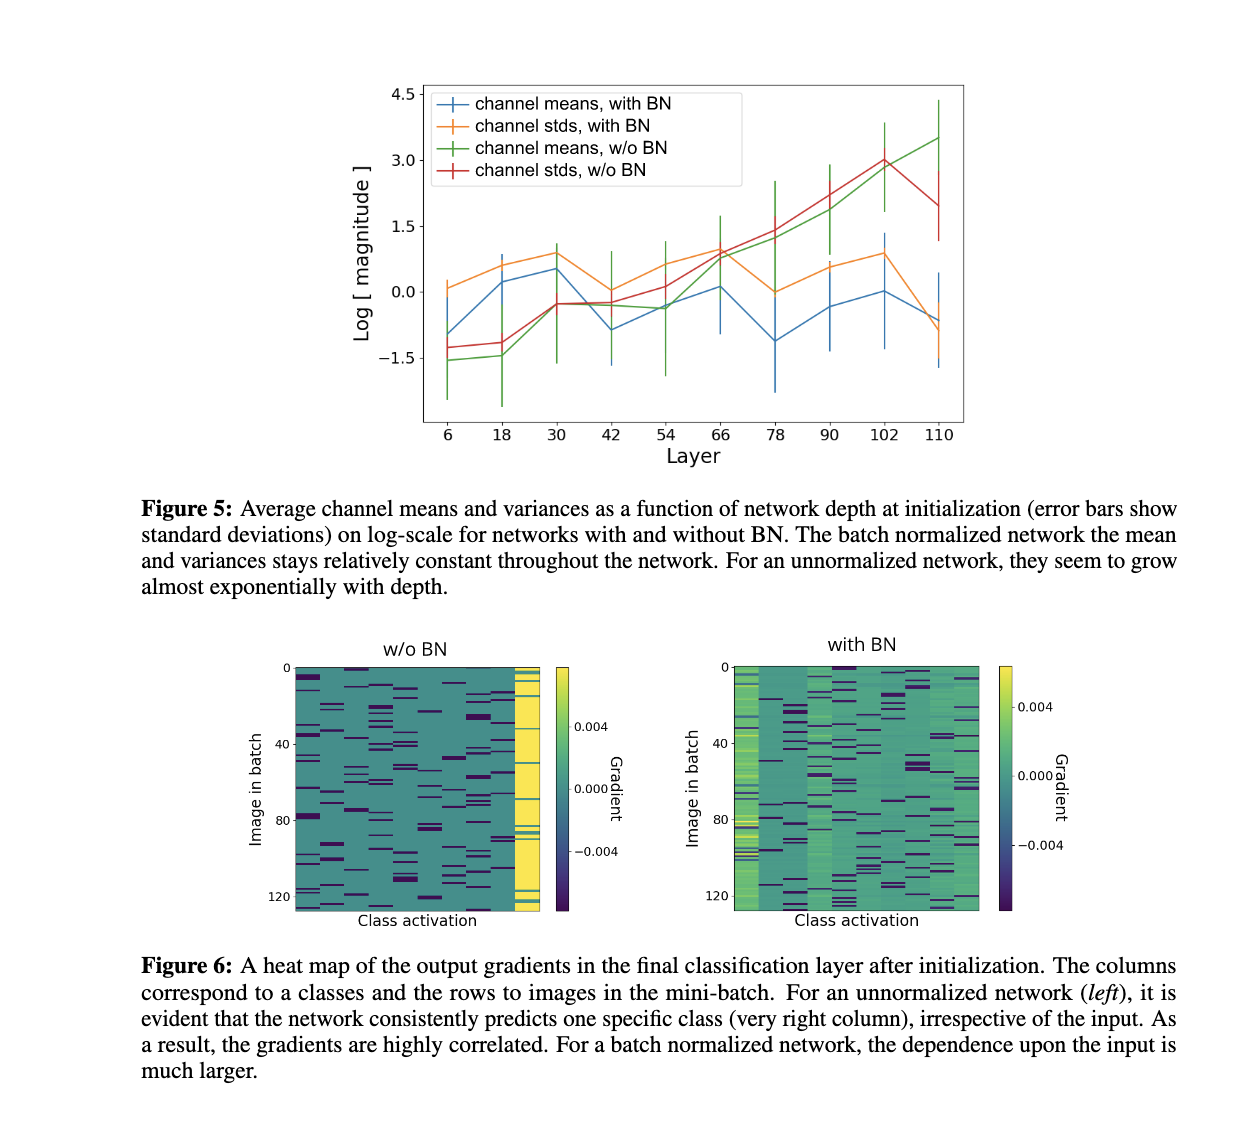 4.5
3.0
1.5
0.0
−1.5
Log [ magnitude ]
channel means, with BN
channel stds, with BN
channel means, w/o BN
channel stds, w/o BN
6 18 30 42 54 66 78 90 102 110
Layer
Figure 5: Average channel means and variances as a function of network depth at initialization (error bars show
standard deviations) on log-scale for networks with and without BN. The batch normalized network the mean
and variances stays relatively constant throughout the network. For an unnormalized network, they seem to grow
almost exponentially with depth.
w/o BN
0
40
80
120
Image in batch
Class activation
0.004
0.000
−0.004
Gradient
with BN
0
40
80
120
Image in batch
Class activation
0.004
0.000
−0.004
Gradient
Figure 6: A heat map of the output gradients in the final classification layer after initialization. The columns
correspond to a classes and the rows to images in the mini-batch. For an unnormalized network (left), it is
evident that the network consistently predicts one specific class (very right column), irrespective of the input. As
a result, the gradients are highly correlated. For a batch normalized network, the dependence upon the input is
much larger.